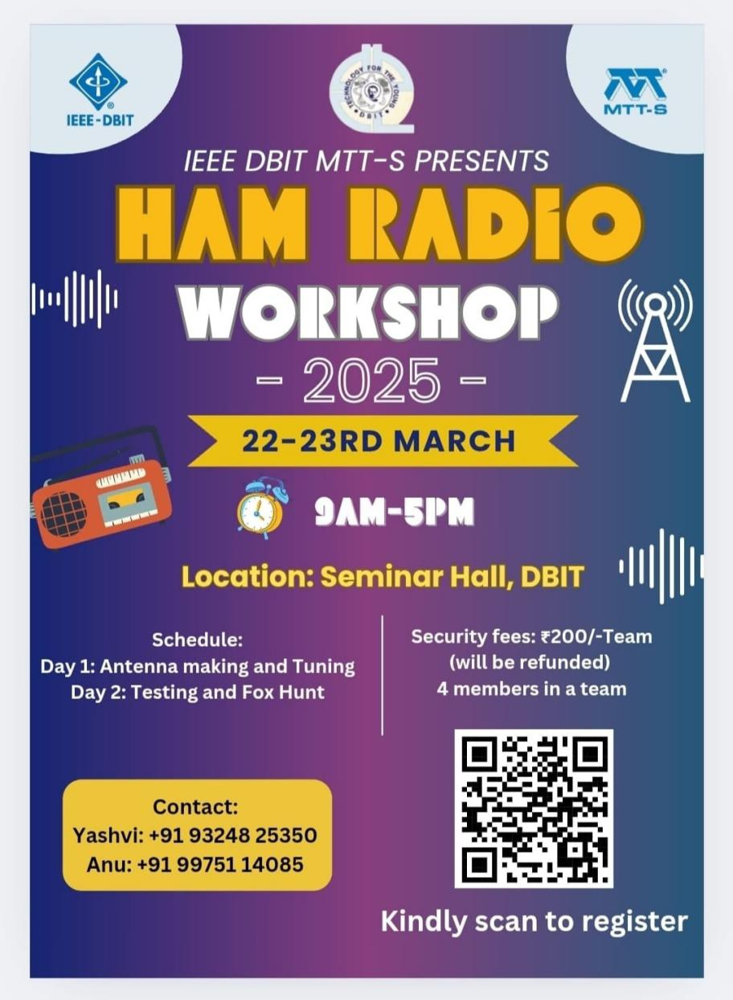 IEEE-DBIT
TECHNOLOGY FOR THE YOUNG
DBIT
MTT-S
IEEE DBIT MTT-S PRESENTS
HAM RADIO
WORKSHOP
- 2025 -
22-23RD MARCH
9AM-5PM
Location: Seminar Hall, DBIT
Schedule:
Day 1: Antenna making and Tuning
Day 2: Testing and Fox Hunt
Security fees: ₹200/-Team
(will be refunded)
4 members in a team
Contact:
Yashvi: +91 93248 25350
Anu: +91 99751 14085
Kindly scan to register